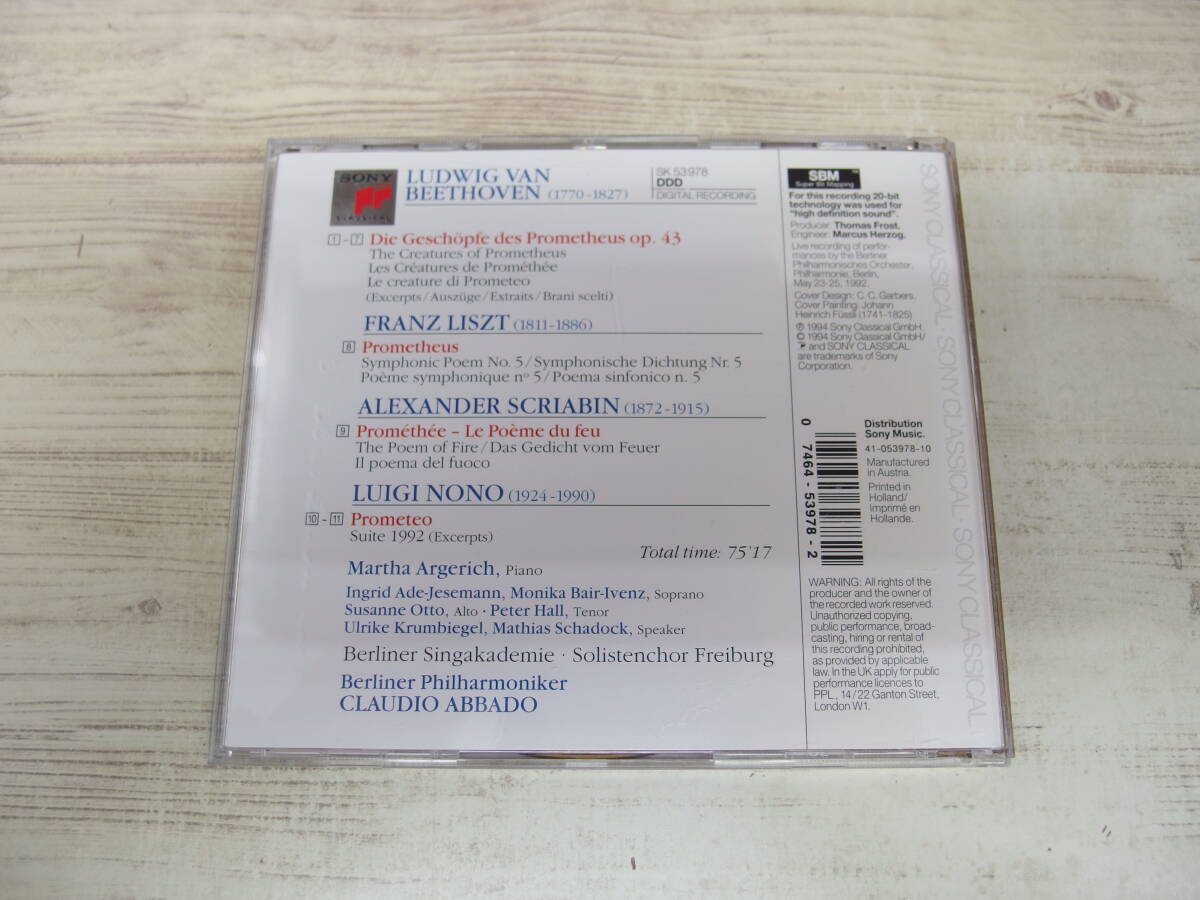 SONY
CLASSICAL
LUDWIG VAN
BEETHOVEN (1770-1827)
SK 53978
DDD
DIGITAL RECORDING
1 - 7 Die Geschöpfe des Prometheus op. 43
The Creatures of Prometheus
Les Créatures de Prométhée
Le creature di Prometeo
(Excerpts/Auszüge/Extraits/Brani scelti)
FRANZ LISZT (1811-1886)
8 Prometheus
Symphonic Poem No. 5/Symphonische Dichtung Nr. 5
Poème symphonique nº 5/Poema sinfonico n. 5
ALEXANDER SCRIABIN (1872-1915)
9 Prométhée – Le Poème du feu
The Poem of Fire/Das Gedicht vom Feuer
Il poema del fuoco
LUIGI NONO (1924-1990)
10 - 11 Prometeo
Suite 1992 (Excerpts)
Total time: 75'17
Martha Argerich, Piano
Ingrid Ade-Jesemann, Monika Bair-Ivenz, Soprano
Susanne Otto, Alto · Peter Hall, Tenor
Ulrike Krumbiegel, Mathias Schadock, Speaker
Berliner Singakademie · Solistenchor Freiburg
Berliner Philharmoniker
CLAUDIO ABBADO
SBM™
Super Bit Mapping
For this recording 20-bit
technology was used for
"high definition sound".
Producer: Thomas Frost.
Engineer: Marcus Herzog.
Live recording of perfor-
mances by the Berliner
Philharmonisches Orchester,
Philharmonie, Berlin,
May 23-25, 1992.
Cover Design: C. C. Garbers.
Cover Painting: Johann
Heinrich Füssli (1741-1825)
℗ 1994 Sony Classical GmbH.
© 1994 Sony Classical GmbH/
and SONY CLASSICAL
are trademarks of Sony
Corporation.
0 7464-53978-2
Distribution
Sony Music.
41-053978-10
Manufactured
in Austria.
Printed in
Holland/
Imprimé en
Hollande.
WARNING: All rights of the
producer and the owner of
the recorded work reserved.
Unauthorized copying,
public performance, broad-
casting, hiring or rental of
this recording prohibited,
as provided by applicable
law. In the UK apply for public
performance licences to
PPL, 14/22 Ganton Street,
London W1.
SONY CLASSICAL · SONY CLASSICAL · SONY CLASSICAL